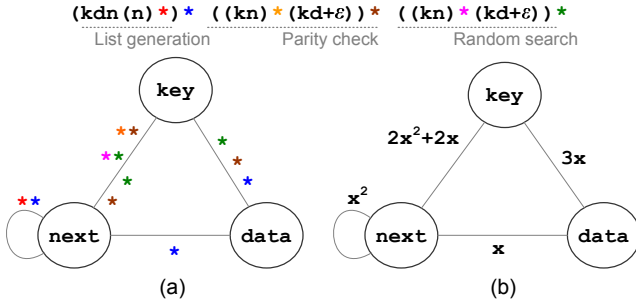 (kdn(n)*)* ((kn)*(kd+ε))* ((kn)*(kd+ε))*
List generation Parity check Random search
key key
** * 2x²+2x
** * 3x
* *
** * x²
next data next data
* x
(a) (b)